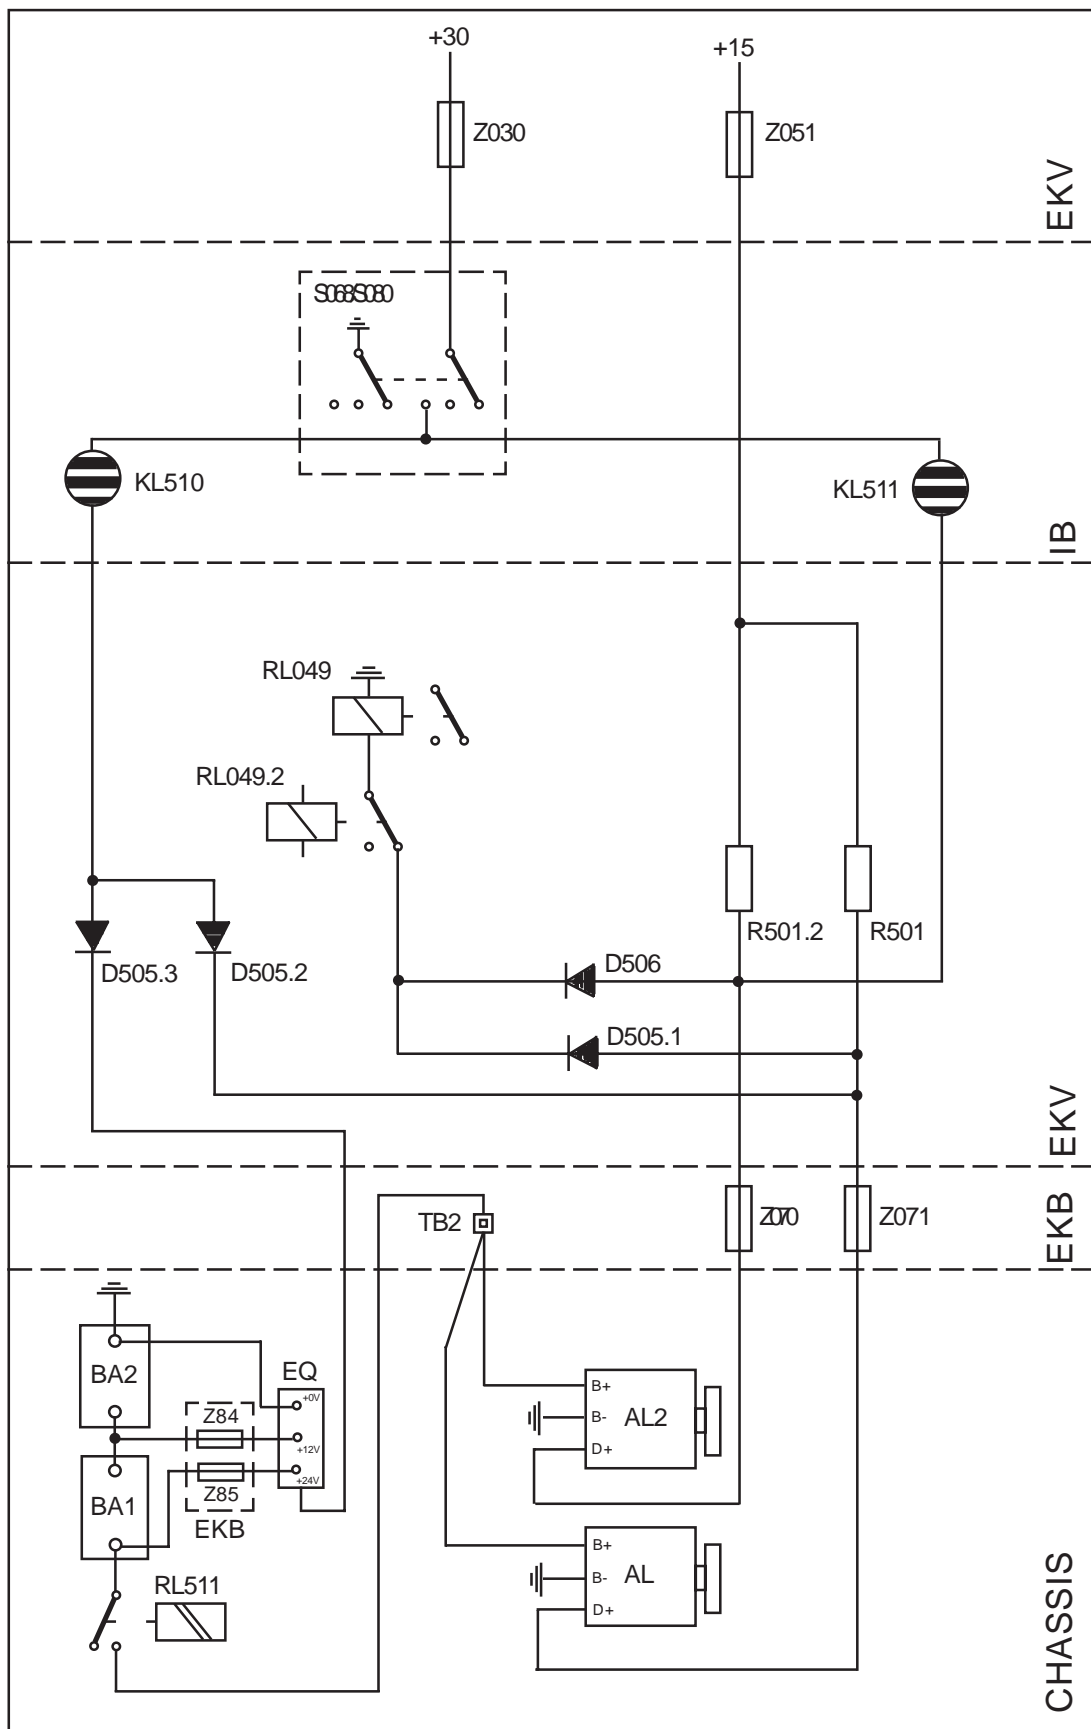 +30
+15
Z030
Z051
EKV
S068S080
KL510
KL511
IB
RL049
RL049.2
R501.2
R501
D505.3
D505.2
D506
D505.1
EKV
TB2
Z070
Z071
EKB
BA2
EQ
+0V
Z84
+12V
+24V
Z85
BA1
EKB
RL511
B+
B-
D+
AL2
B+
B-
D+
AL
CHASSIS